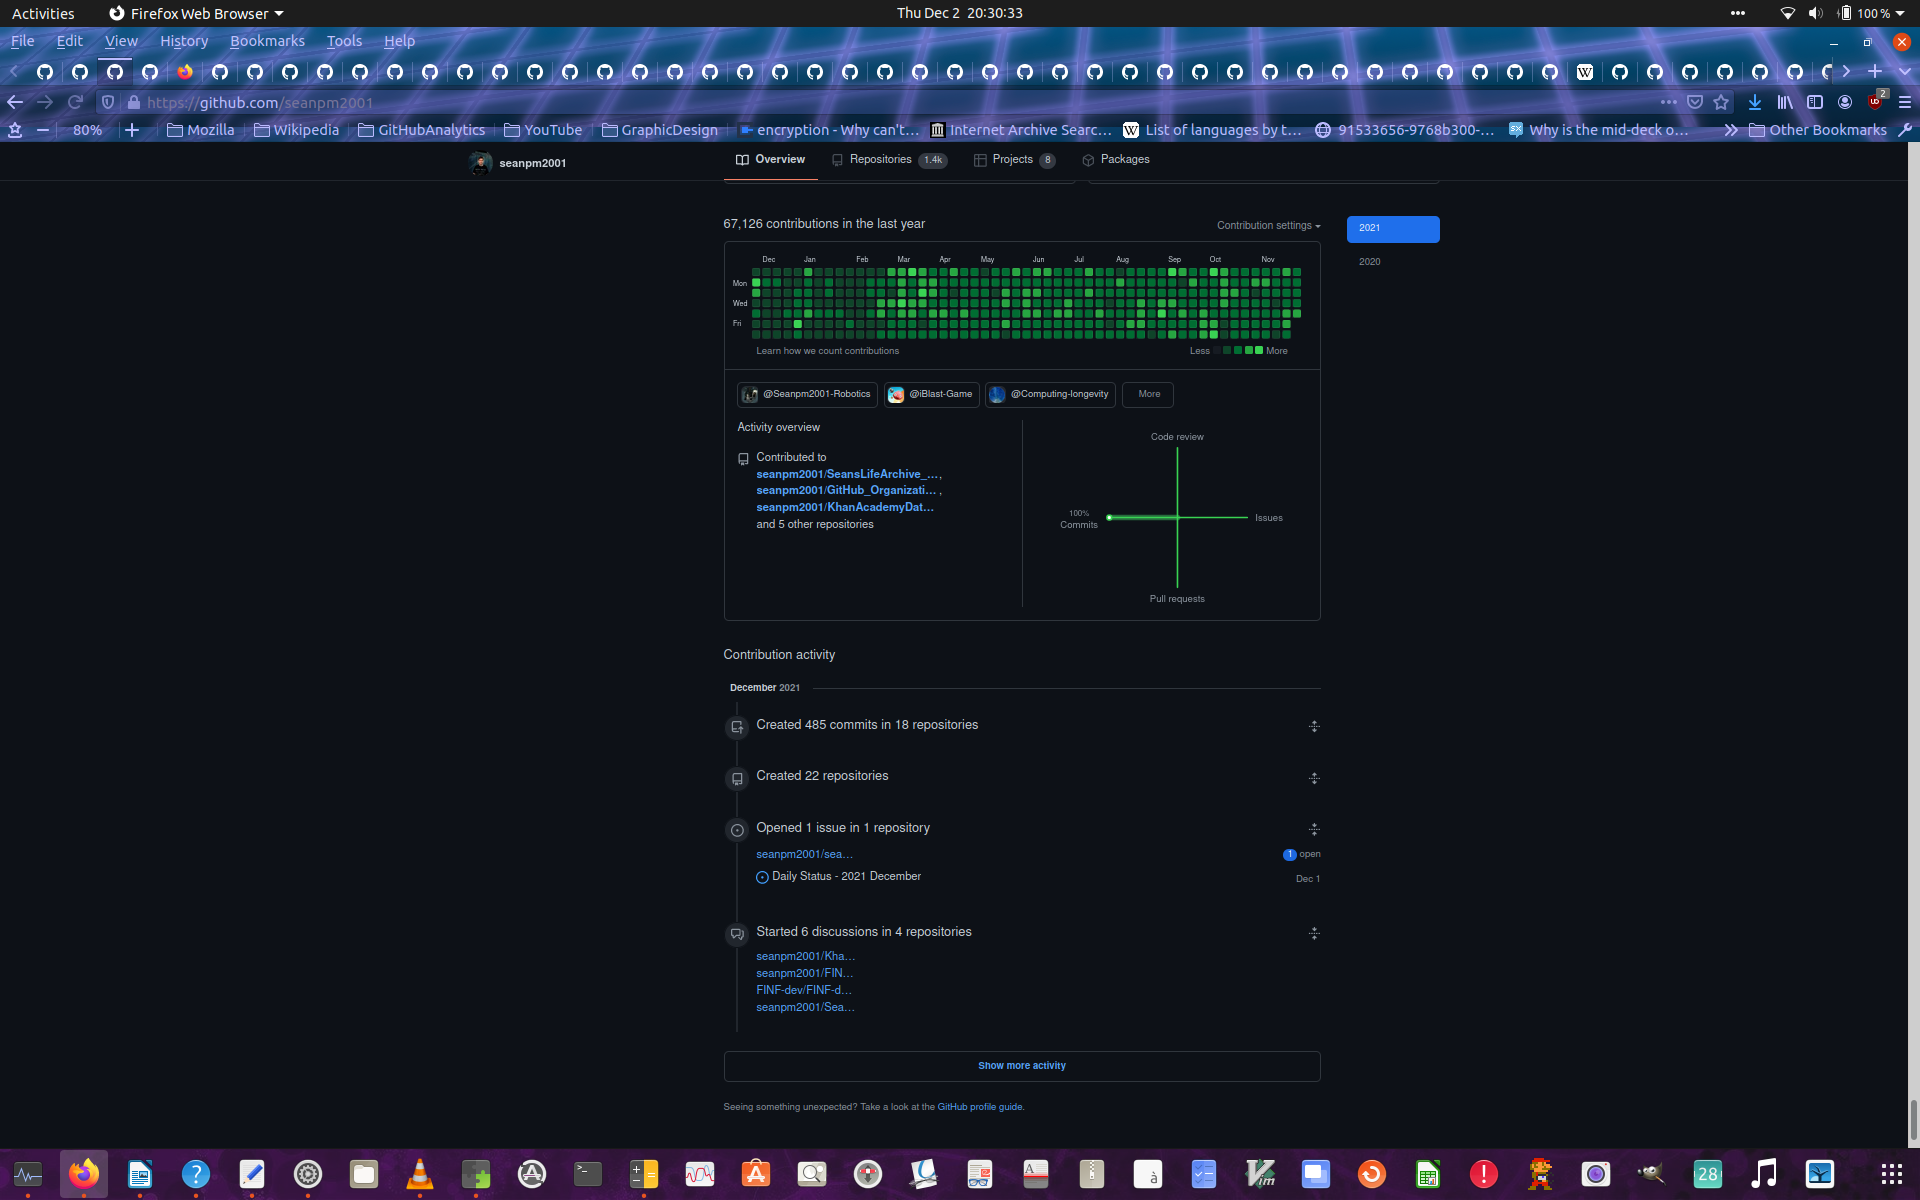 Activities Firefox Web Browser Thu Dec 2 20:30:33 100 %
File Edit View History Bookmarks Tools Help
https://github.com/seanpm2001 2
80% Mozilla Wikipedia GitHubAnalytics YouTube GraphicDesign encryption - Why can't... Internet Archive Searc... List of languages by t... 91533656-9768b300-... Why is the mid-deck o... Other Bookmarks
seanpm2001 Overview Repositories 1.4k Projects 8 Packages
67,126 contributions in the last year Contribution settings 2021
2020
Dec Jan Feb Mar Apr May Jun Jul Aug Sep Oct Nov
Mon
Wed
Fri
Learn how we count contributions Less More
@Seanpm2001-Robotics @iBlast-Game @Computing-longevity More
Activity overview
Contributed to
seanpm2001/SeansLifeArchive_...,
seanpm2001/GitHub_Organizati... ,
seanpm2001/KhanAcademyDat...
and 5 other repositories
Code review
100%
Commits
Issues
Pull requests
Contribution activity
December 2021
Created 485 commits in 18 repositories
Created 22 repositories
Opened 1 issue in 1 repository
seanpm2001/sea... 1 open
Daily Status - 2021 December Dec 1
Started 6 discussions in 4 repositories
seanpm2001/Kha...
seanpm2001/FIN...
FINF-dev/FINF-d...
seanpm2001/Sea...
Show more activity
Seeing something unexpected? Take a look at the GitHub profile guide.
28